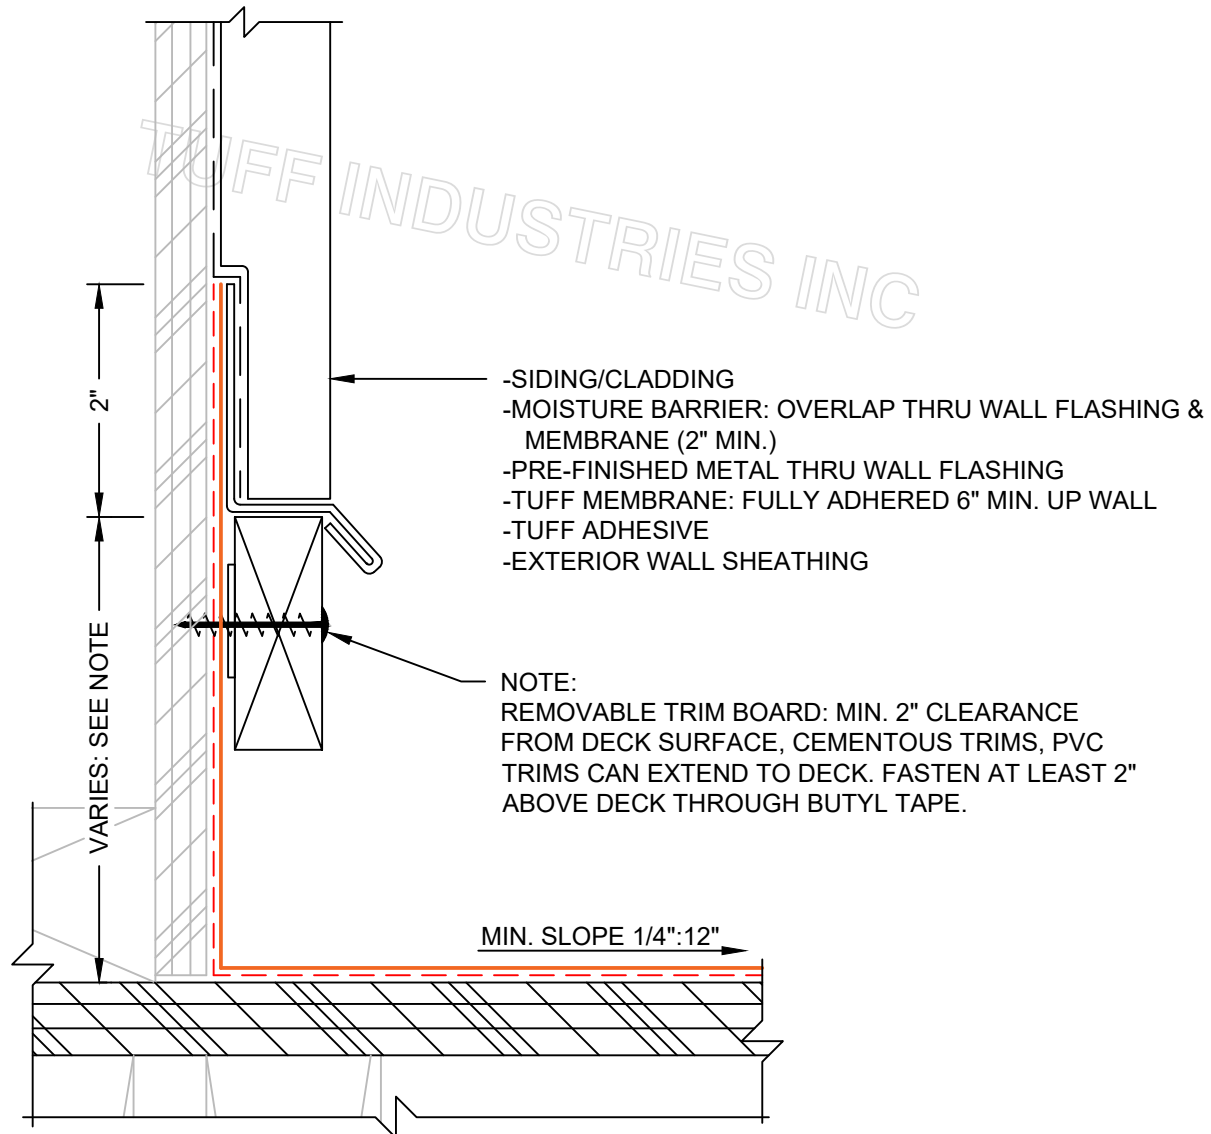 TUFF INDUSTRIES INC
2"
-SIDING/CLADDING
-MOISTURE BARRIER: OVERLAP THRU WALL FLASHING &
MEMBRANE (2" MIN.)
-PRE-FINISHED METAL THRU WALL FLASHING
-TUFF MEMBRANE: FULLY ADHERED 6" MIN. UP WALL
-TUFF ADHESIVE
-EXTERIOR WALL SHEATHING
VARIES: SEE NOTE
NOTE:
REMOVABLE TRIM BOARD: MIN. 2" CLEARANCE
FROM DECK SURFACE, CEMENTOUS TRIMS, PVC
TRIMS CAN EXTEND TO DECK. FASTEN AT LEAST 2"
ABOVE DECK THROUGH BUTYL TAPE.
MIN. SLOPE 1/4":12"